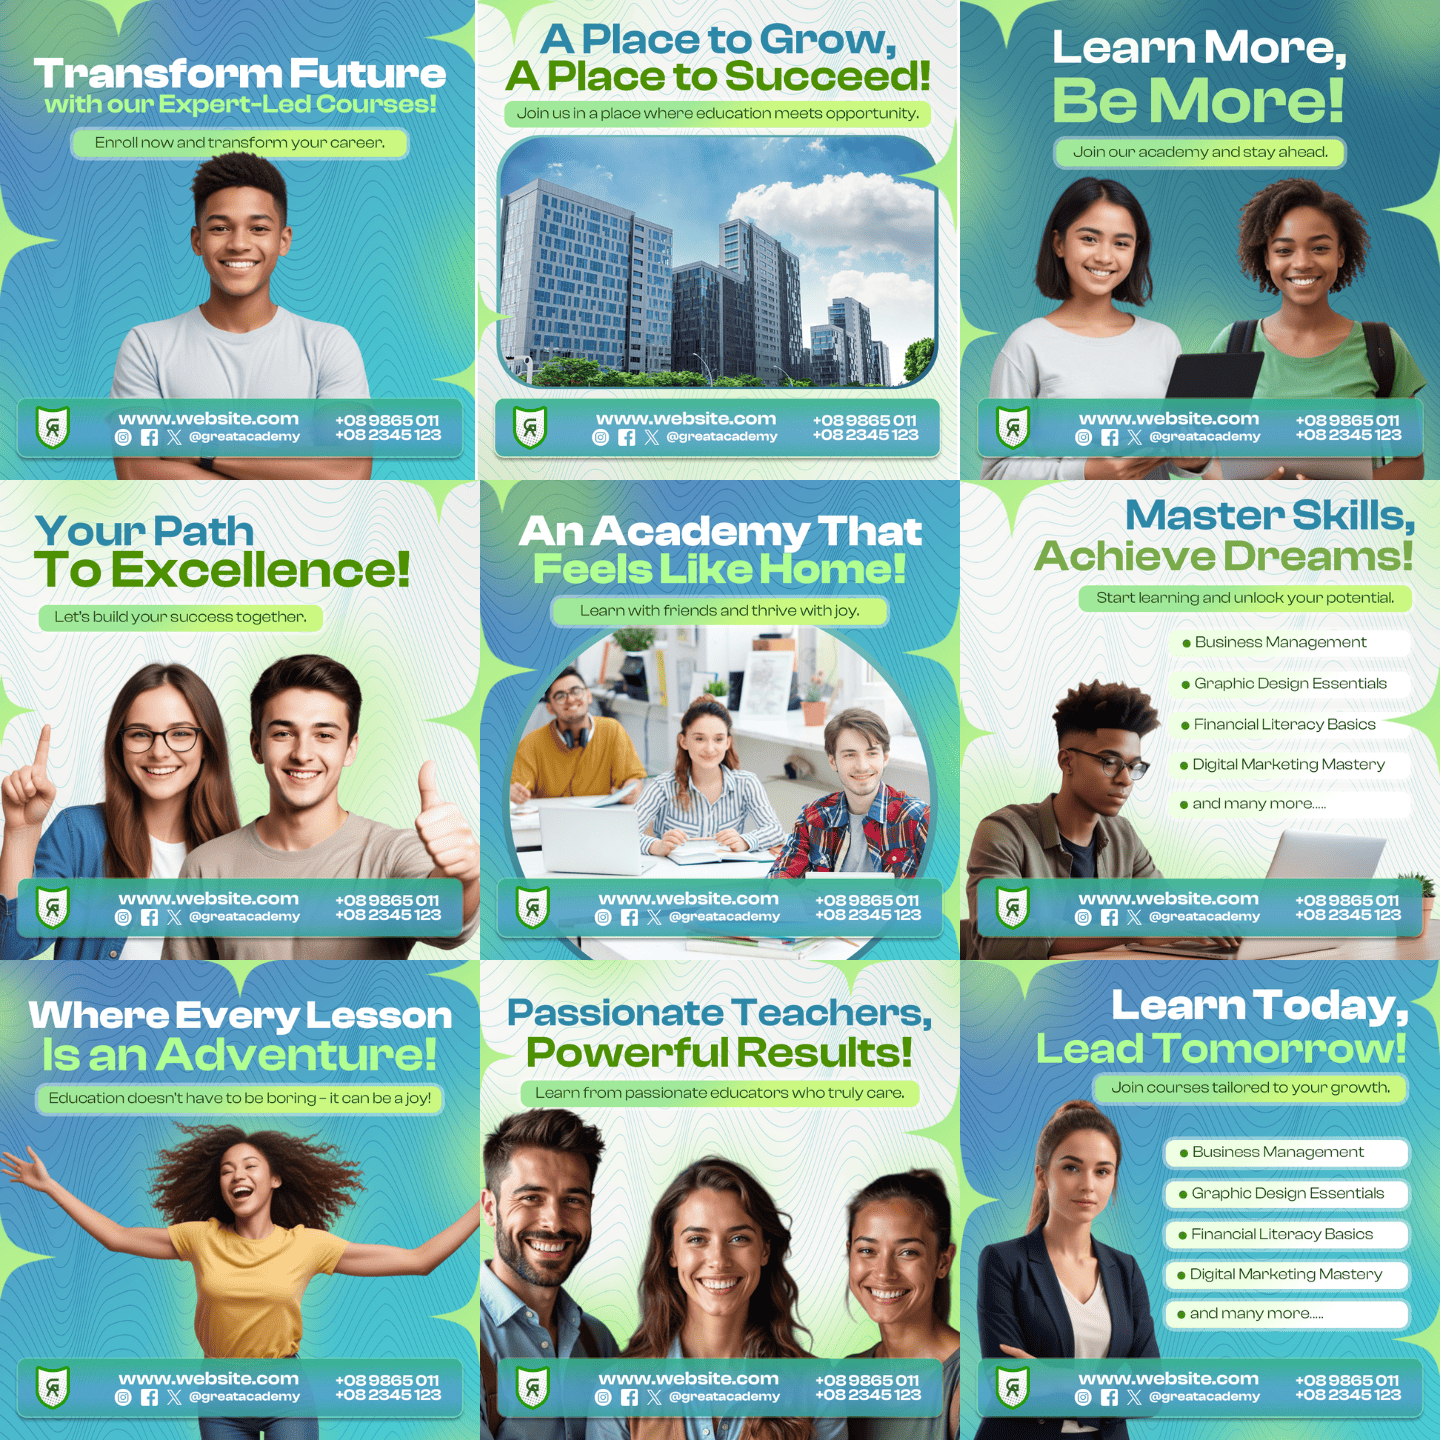 Transform Future
with our Expert-Led Courses!
Enroll now and transform your career.
www.website.com
@greatacademy
+08 9865 011
+08 2345 123
A Place to Grow,
A Place to Succeed!
Join us in a place where education meets opportunity.
www.website.com
@greatacademy
+08 9865 011
+08 2345 123
Learn More,
Be More!
Join our academy and stay ahead.
www.website.com
@greatacademy
+08 9865 011
+08 2345 123
Your Path
To Excellence!
Let's build your success together.
www.website.com
@greatacademy
+08 9865 011
+08 2345 123
An Academy That
Feels Like Home!
Learn with friends and thrive with joy.
www.website.com
@greatacademy
+08 9865 011
+08 2345 123
Master Skills,
Achieve Dreams!
Start learning and unlock your potential.
• Business Management
• Graphic Design Essentials
• Financial Literacy Basics
• Digital Marketing Mastery
• and many more.....
www.website.com
@greatacademy
+08 9865 011
+08 2345 123
Where Every Lesson
Is an Adventure!
Education doesn't have to be boring – it can be a joy!
www.website.com
@greatacademy
+08 9865 011
+08 2345 123
Passionate Teachers,
Powerful Results!
Learn from passionate educators who truly care.
www.website.com
@greatacademy
+08 9865 011
+08 2345 123
Learn Today,
Lead Tomorrow!
Join courses tailored to your growth.
• Business Management
• Graphic Design Essentials
• Financial Literacy Basics
• Digital Marketing Mastery
• and many more.....
www.website.com
@greatacademy
+08 9865 011
+08 2345 123